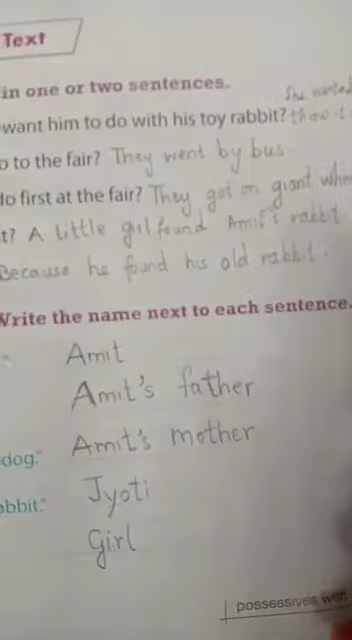 Text
in one or two sentences.
She wanted
want him to do with his toy rabbit?
to the fair? They went by bus.
do first at the fair? They got on giant
t? A little girl found Amit's rabbit
Because he found his old rabbit.
Write the name next to each sentence.
Amit
Amit's father
dog." Amit's mother
bbit." Jyoti
Girl
possessives